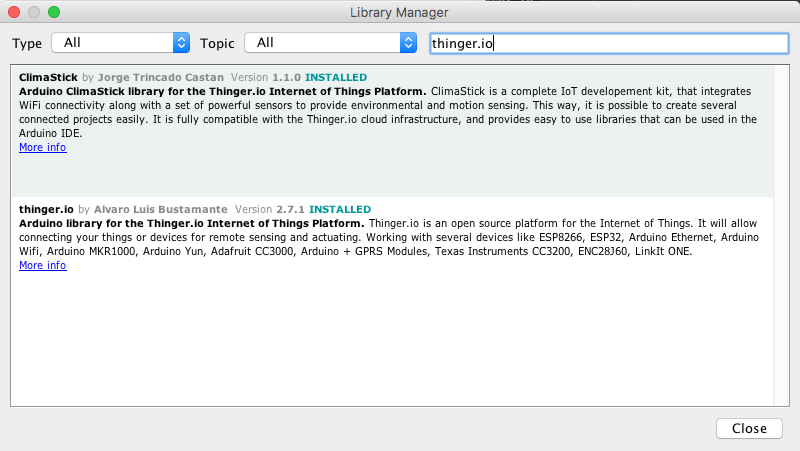 Library Manager
Type All Topic All thinger.io
ClimaStick by Jorge Trincado Castan Version 1.1.0 INSTALLED
Arduino ClimaStick library for the Thinger.io Internet of Things Platform. ClimaStick is a complete IoT developement kit, that integrates
WiFi connectivity along with a set of powerful sensors to provide environmental and motion sensing. This way, it is possible to create several
connected projects easily. It is fully compatible with the Thinger.io cloud infrastructure, and provides easy to use libraries that can be used in the
Arduino IDE.
More info
thinger.io by Alvaro Luis Bustamante Version 2.7.1 INSTALLED
Arduino library for the Thinger.io Internet of Things Platform. Thinger.io is an open source platform for the Internet of Things. It will allow
connecting your things or devices for remote sensing and actuating. Working with several devices like ESP8266, ESP32, Arduino Ethernet, Arduino
Wifi, Arduino MKR1000, Arduino Yun, Adafruit CC3000, Arduino + GPRS Modules, Texas Instruments CC3200, ENC28J60, LinkIt ONE.
More info
Close